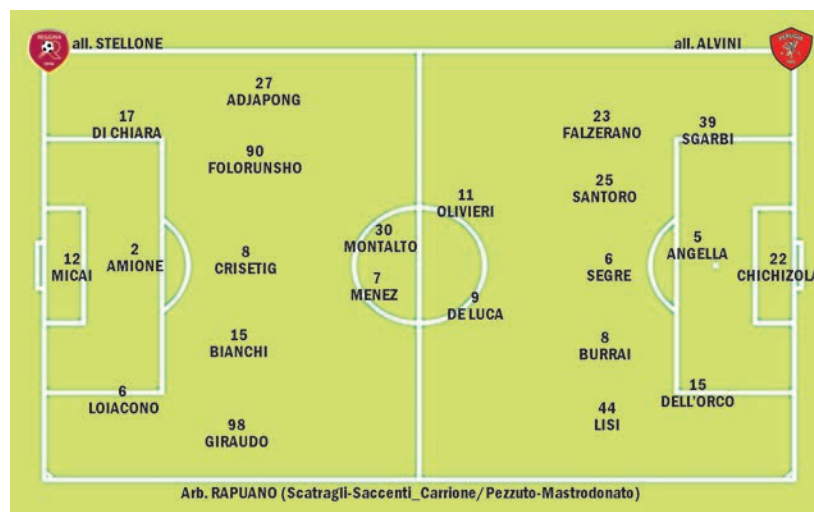 all. STELLONE
all. ALVINI
REGGINA
PERUGIA
27
ADJAPONG
17
DI CHIARA
90
FOLORUNSHO
12
MICAI
2
AMIONE
8
CRISETIG
15
BIANCHI
6
LOIACONO
98
GIRAUDO
30
MONTALTO
7
MENEZ
11
OLIVIERI
9
DE LUCA
23
FALZERANO
39
SGARBI
25
SANTORO
5
ANGELLA
6
SEGRE
22
CHICHIZOLA
8
BURRAI
15
DELL'ORCO
44
LISI
Arb. RAPUANO (Scatragli-Saccenti_Carrione/Pezzuto-Mastrodonato)